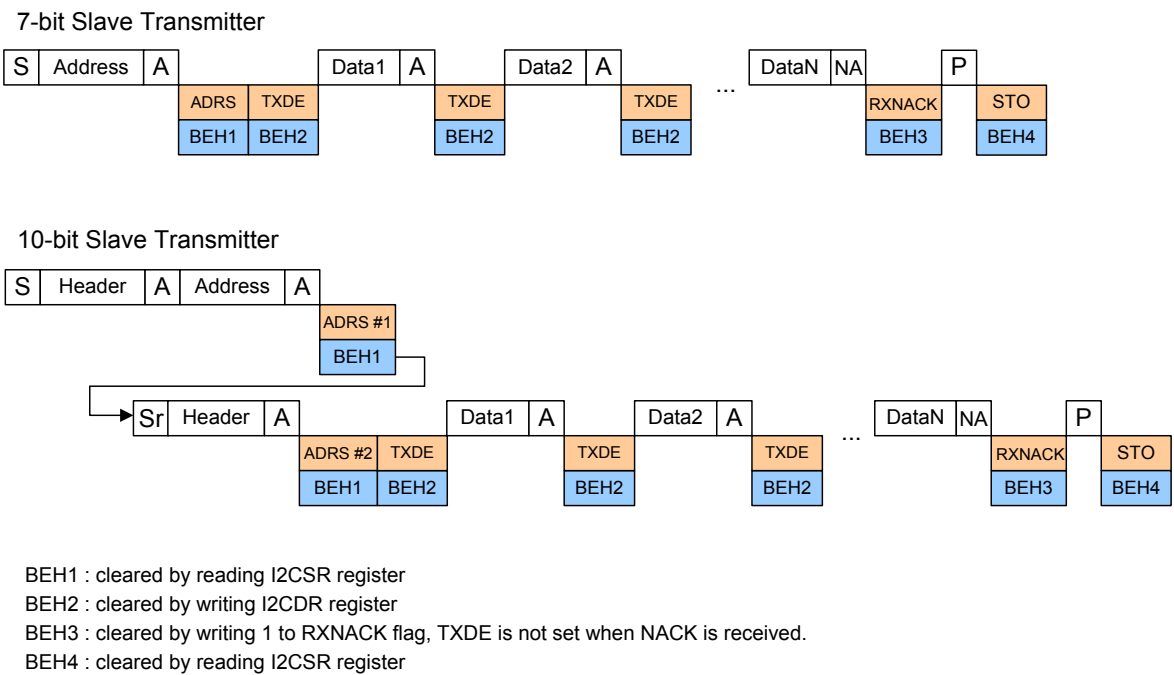 7-bit Slave Transmitter
S Address A Data1 A Data2 A ... DataN NA P
ADRS TXDE TXDE TXDE RXNACK STO
BEH1 BEH2 BEH2 BEH2 BEH3 BEH4
10-bit Slave Transmitter
S Header A Address A
ADRS #1
BEH1
Sr Header A Data1 A Data2 A ... DataN NA P
ADRS #2 TXDE TXDE TXDE RXNACK STO
BEH1 BEH2 BEH2 BEH2 BEH3 BEH4
BEH1 : cleared by reading I2CSR register
BEH2 : cleared by writing I2CDR register
BEH3 : cleared by writing 1 to RXNACK flag, TXDE is not set when NACK is received.
BEH4 : cleared by reading I2CSR register